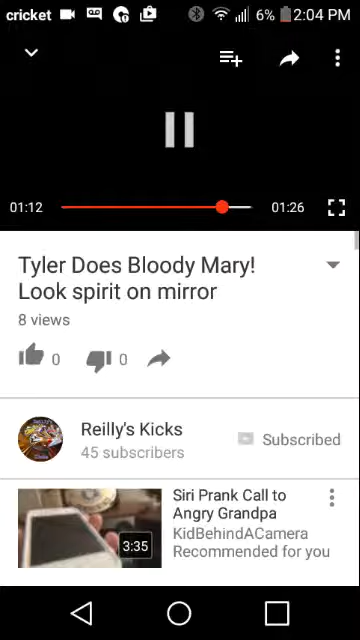 cricket 6% 2:04 PM
01:12 01:26
Tyler Does Bloody Mary!
Look spirit on mirror
8 views
0 0
Reilly's Kicks
45 subscribers
Subscribed
Siri Prank Call to
Angry Grandpa
KidBehindACamera
Recommended for you
3:35